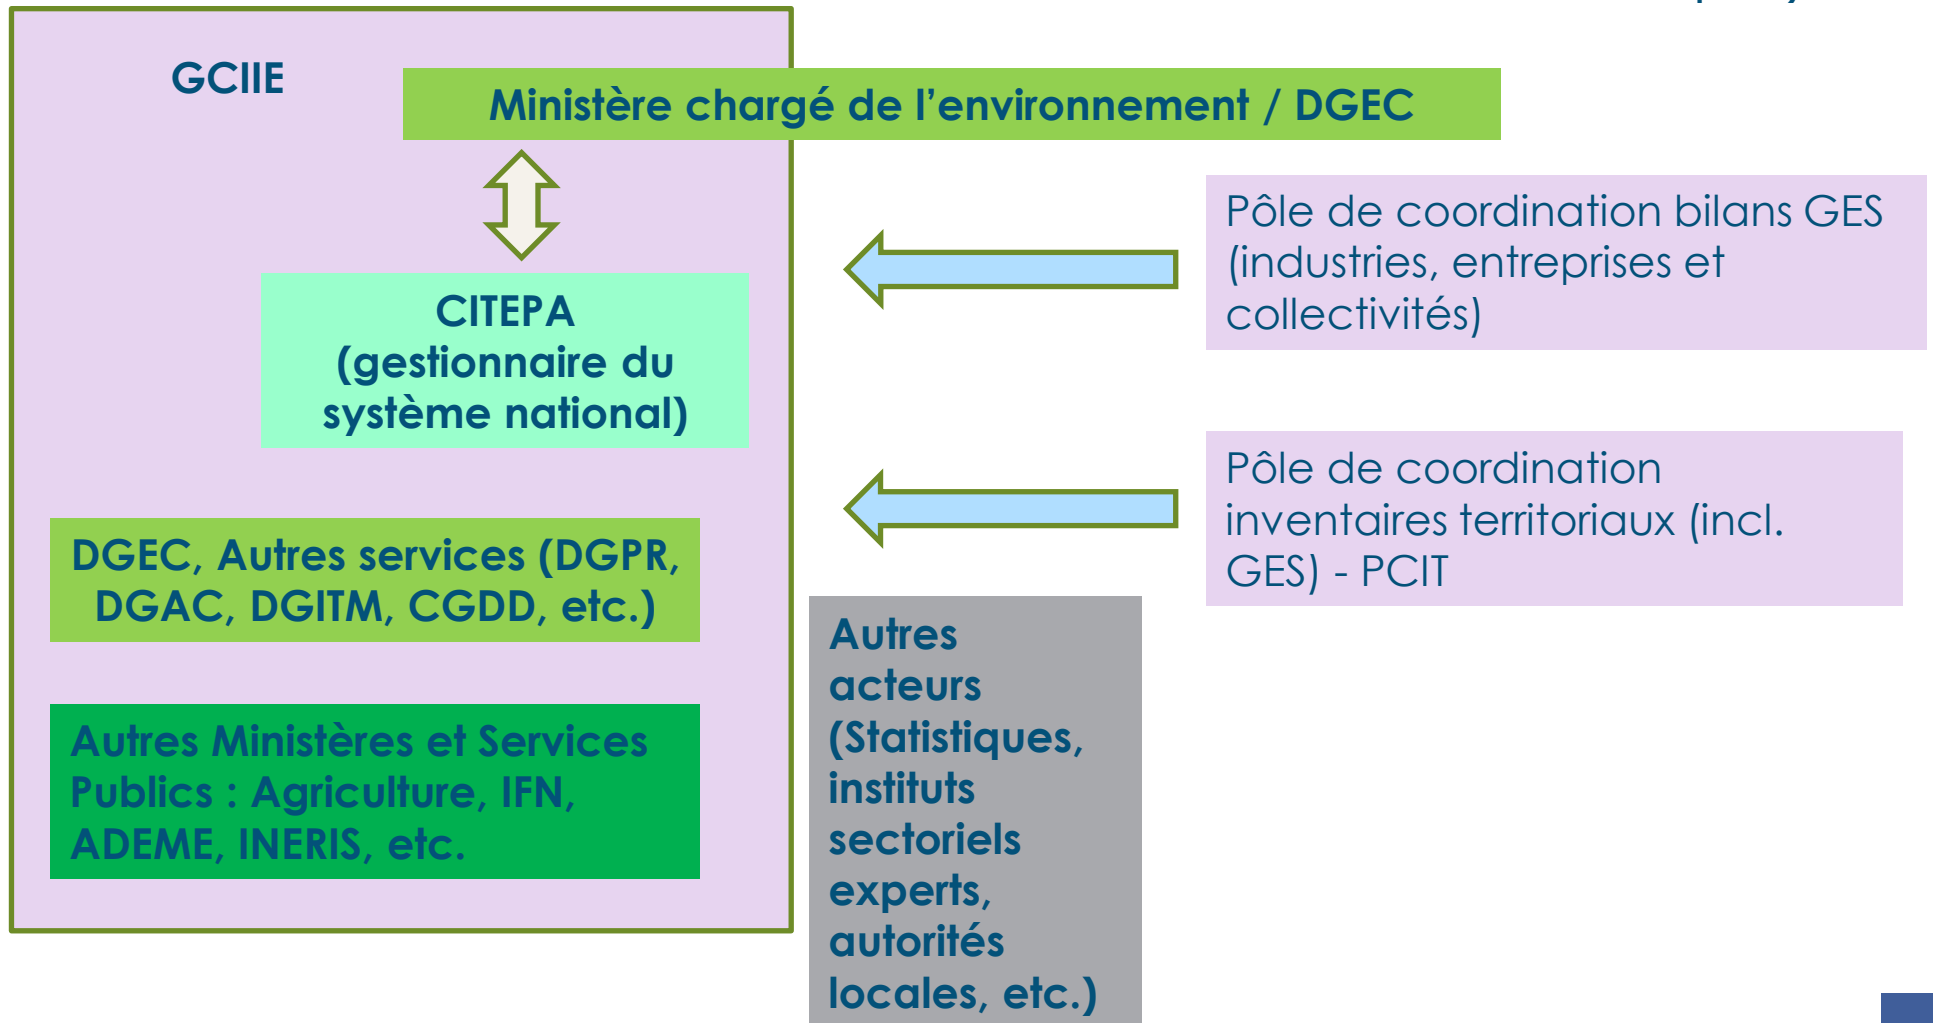 GCIIE
Ministère chargé de l'environnement / DGEC
CITEPA
(gestionnaire du
système national)
DGEC, Autres services (DGPR,
DGAC, DGITM, CGDD, etc.)
Autres Ministères et Services
Publics : Agriculture, IFN,
ADEME, INERIS, etc.
Pôle de coordination bilans GES
(industries, entreprises et
collectivités)
Pôle de coordination
inventaires territoriaux (incl.
GES) - PCIT
Autres
acteurs
(Statistiques,
instituts
sectoriels
experts,
autorités
locales, etc.)